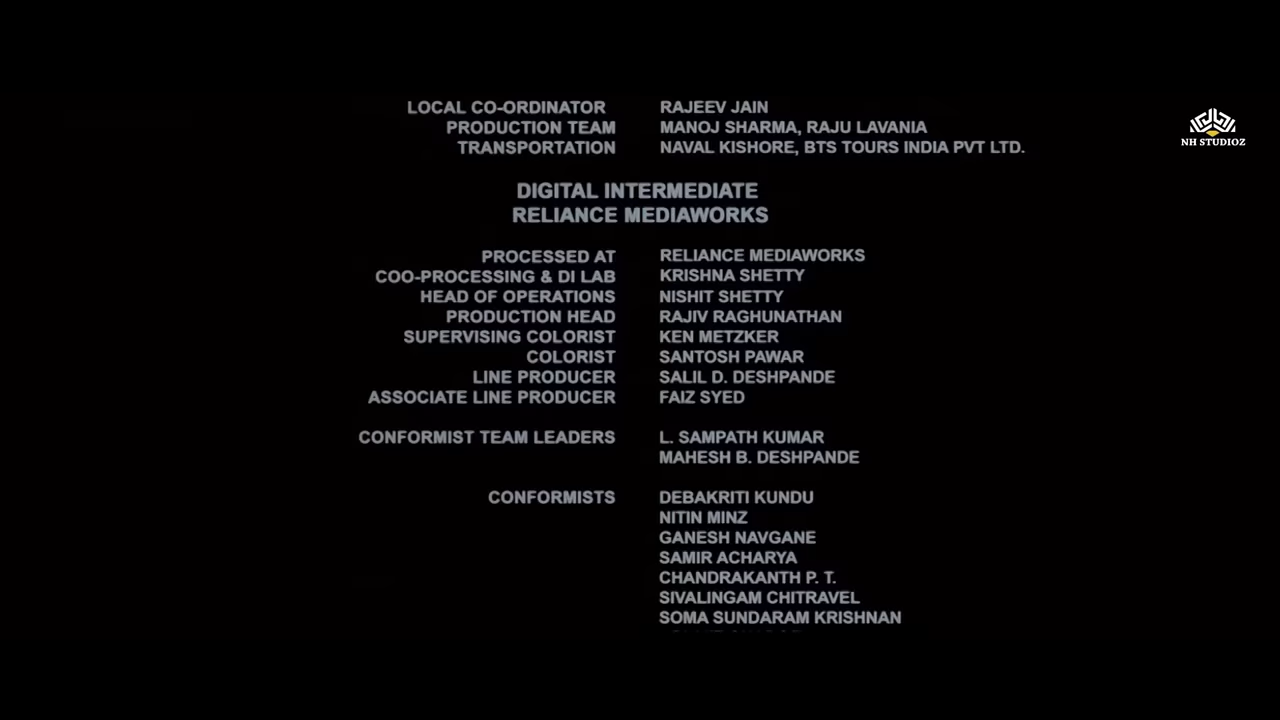 LOCAL CO-ORDINATOR RAJEEV JAIN
PRODUCTION TEAM MANOJ SHARMA, RAJU LAVANIA
TRANSPORTATION NAVAL KISHORE, BTS TOURS INDIA PVT LTD.
NH STUDIOZ
DIGITAL INTERMEDIATE
RELIANCE MEDIAWORKS
PROCESSED AT RELIANCE MEDIAWORKS
COO-PROCESSING & DI LAB KRISHNA SHETTY
HEAD OF OPERATIONS NISHIT SHETTY
PRODUCTION HEAD RAJIV RAGHUNATHAN
SUPERVISING COLORIST KEN METZKER
COLORIST SANTOSH PAWAR
LINE PRODUCER SALIL D. DESHPANDE
ASSOCIATE LINE PRODUCER FAIZ SYED
CONFORMIST TEAM LEADERS L. SAMPATH KUMAR
MAHESH B. DESHPANDE
CONFORMISTS DEBAKRITI KUNDU
NITIN MINZ
GANESH NAVGANE
SAMIR ACHARYA
CHANDRAKANTH P. T.
SIVALINGAM CHITRAVEL
SOMA SUNDARAM KRISHNAN